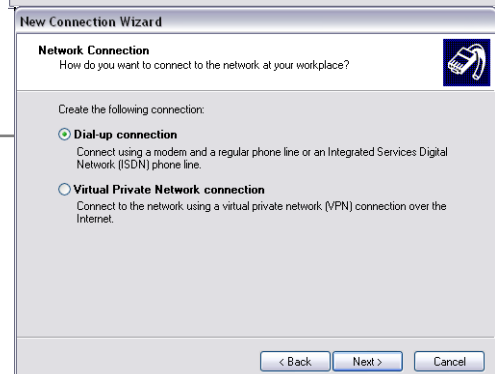 New Connection Wizard
Network Connection
How do you want to connect to the network at your workplace?
Create the following connection:
Dial-up connection
Connect using a modem and a regular phone line or an Integrated Services Digital
Network (ISDN) phone line.
Virtual Private Network connection
Connect to the network using a virtual private network (VPN) connection over the
Internet.
< Back Next > Cancel